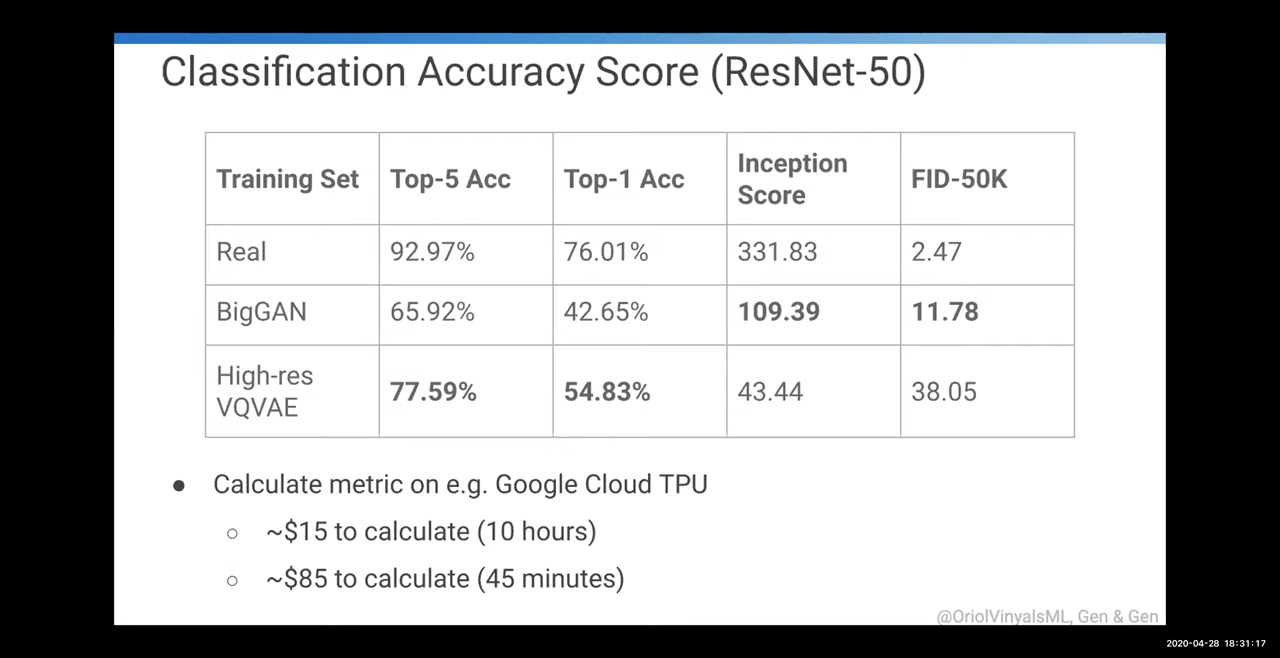 Classification Accuracy Score (ResNet-50)
Training Set Top-5 Acc Top-1 Acc Inception Score FID-50K
Real 92.97% 76.01% 331.83 2.47
BigGAN 65.92% 42.65% 109.39 11.78
High-res VQVAE 77.59% 54.83% 43.44 38.05
● Calculate metric on e.g. Google Cloud TPU
○ ~$15 to calculate (10 hours)
○ ~$85 to calculate (45 minutes)
@OriolVinyalsML, Gen & Gen
2020-04-28 18:31:17